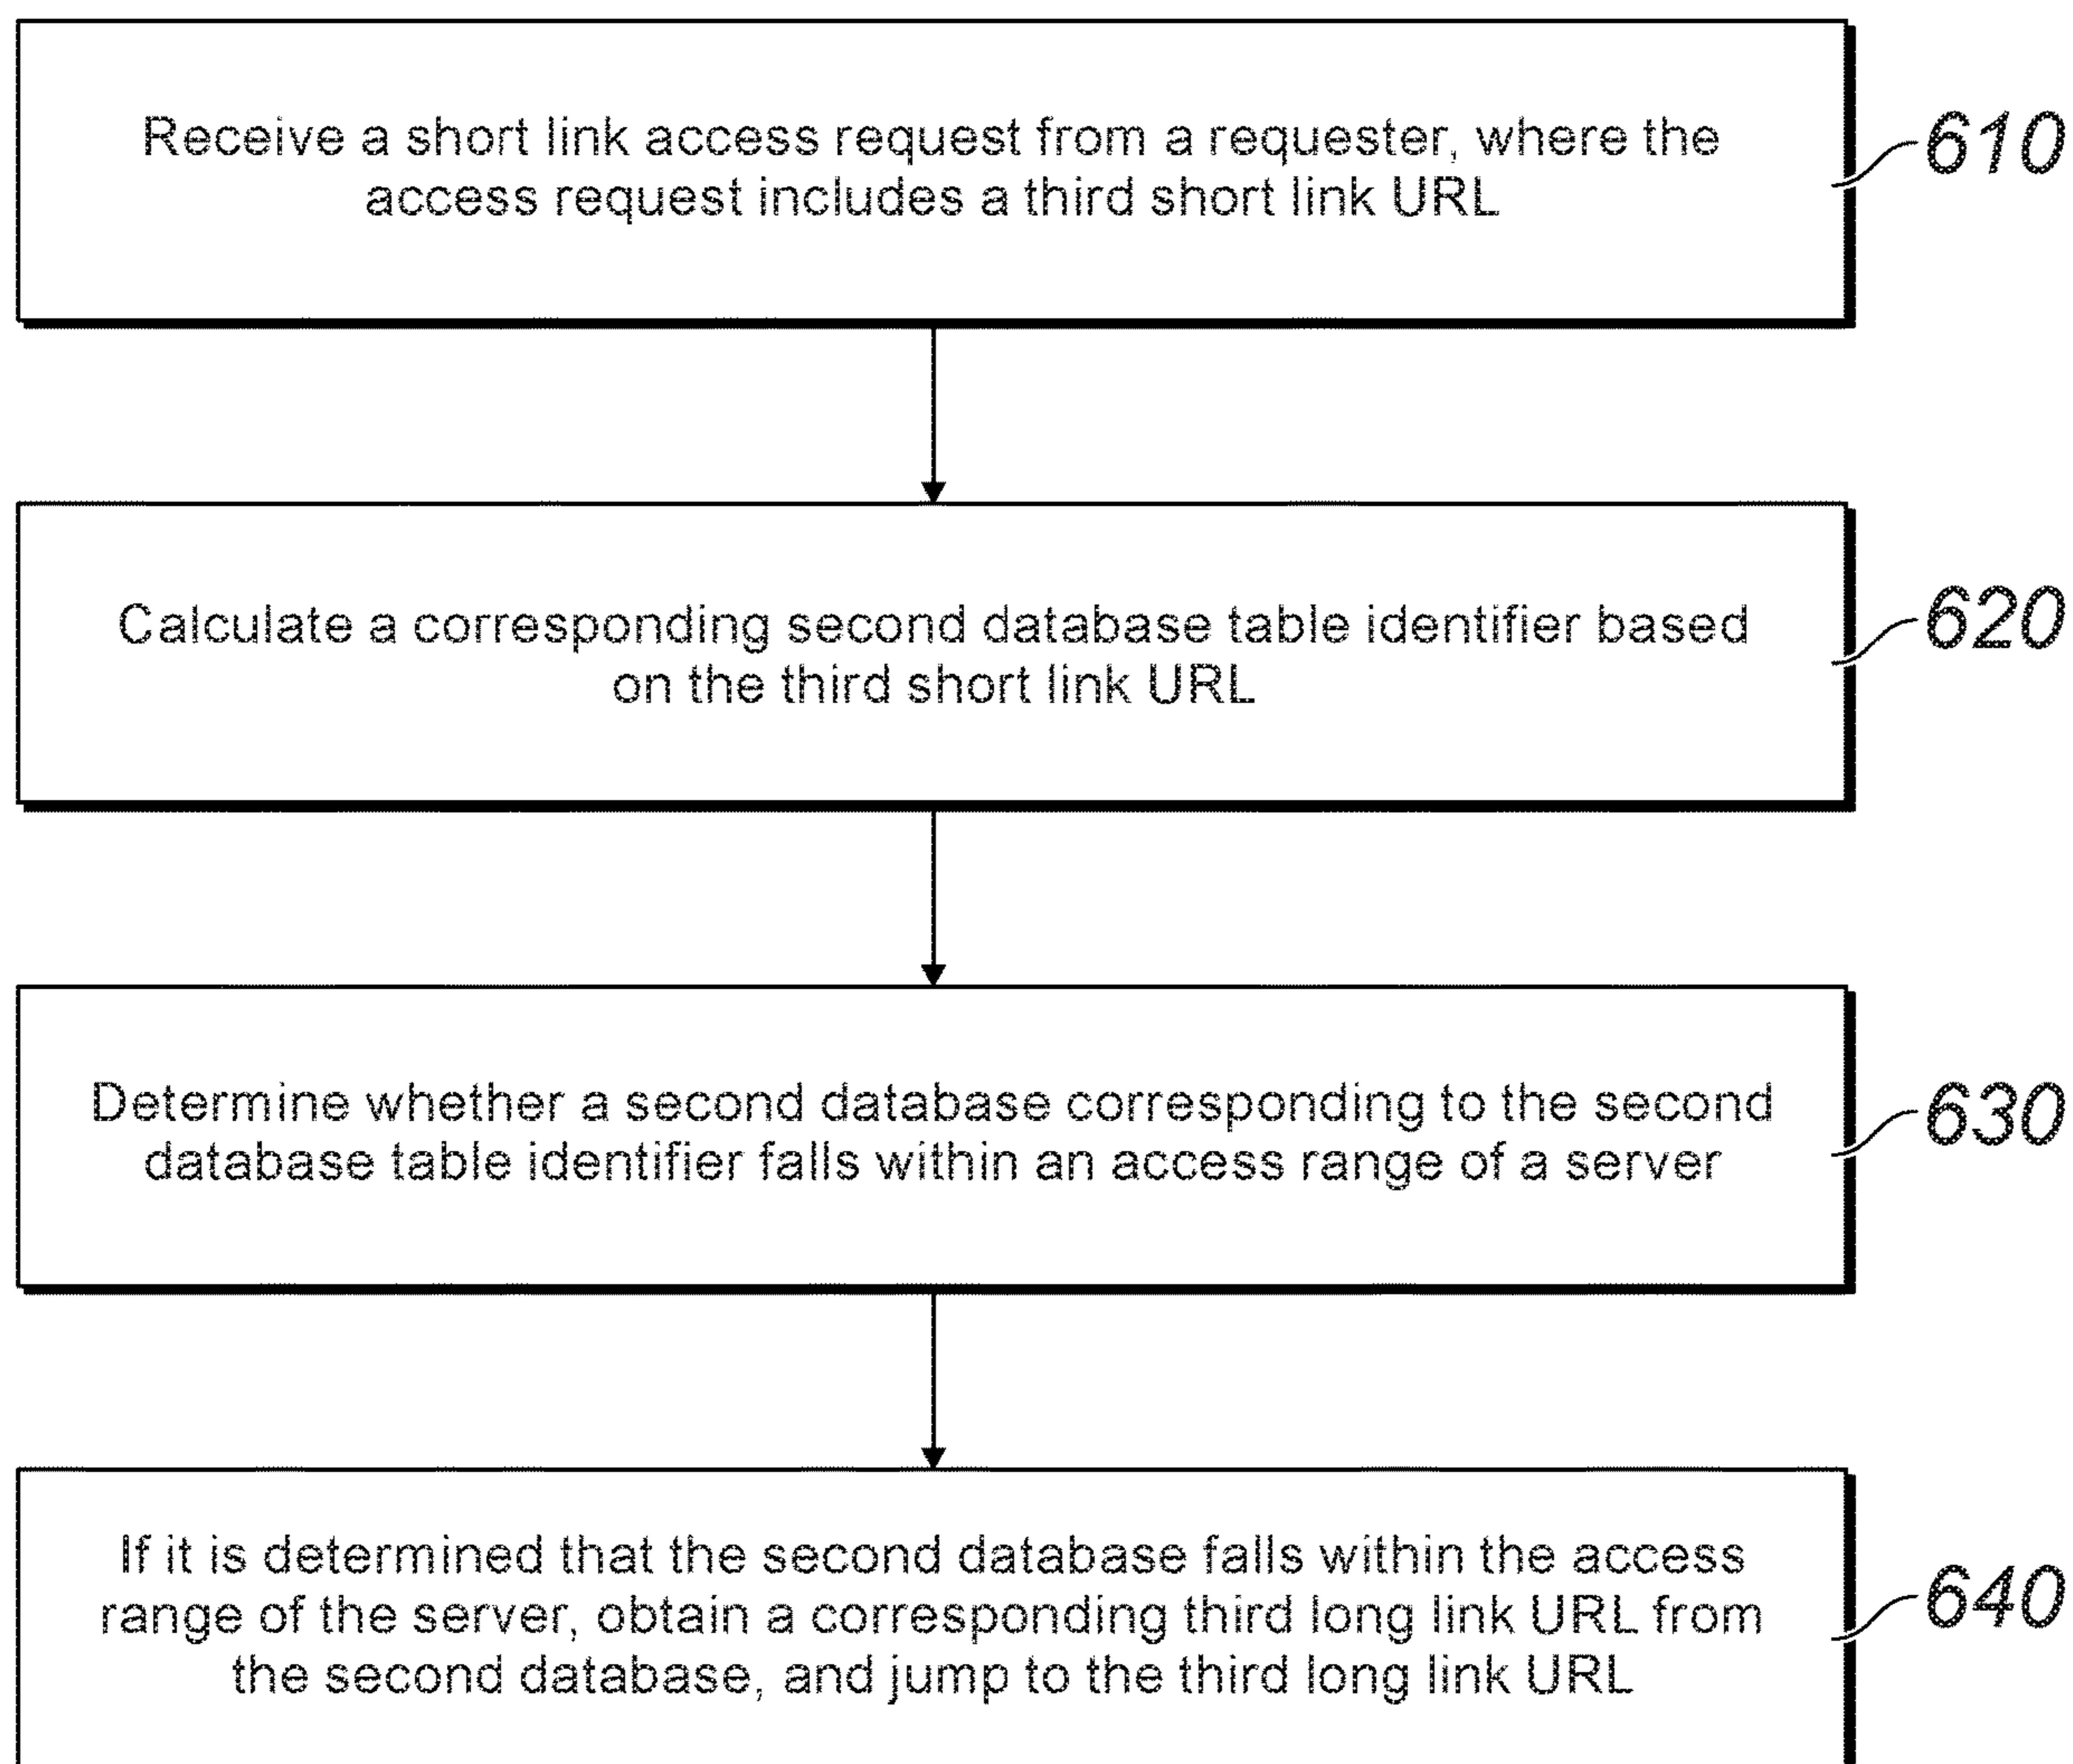 Receive a short link access request from a requester, where the
access request includes a third short link URL
610
Calculate a corresponding second database table identifier based
on the third short link URL
620
Determine whether a second database corresponding to the second
database table identifier falls within an access range of a server
630
If it is determined that the second database falls within the access
range of the server, obtain a corresponding third long link URL from
the second database, and jump to the third long link URL
640